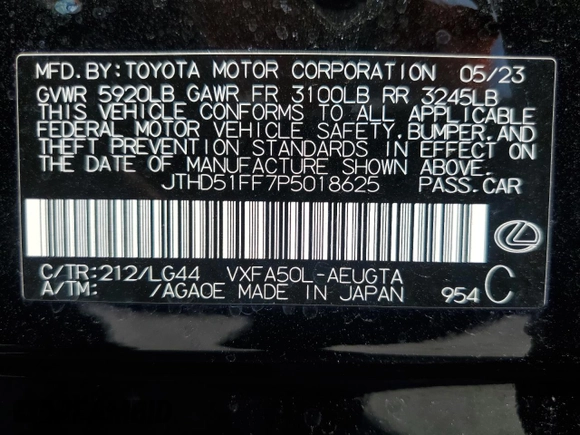 MFD.BY:TOYOTA MOTOR CORPORATION 05/23
GVWR 5920LB GAWR FR 3100LB RR 3245LB
THIS VEHICLE CONFORMS TO ALL APPLICABLE
FEDERAL MOTOR VEHICLE SAFETY,BUMPER,AND
THEFT PREVENTION STANDARDS IN EFFECT ON
THE DATE OF MANUFACTURE SHOWN ABOVE.
JTHD51FF7P5018625 PASS.CAR
C/TR:212/LG44 VXFA50L-AEUGTA
A/TM: /AGA0E MADE IN JAPAN 954 C